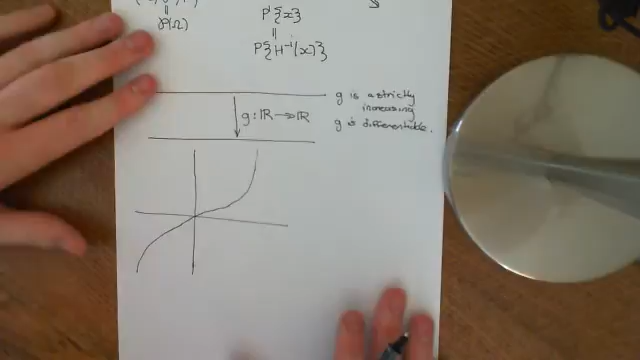 𝒫(Ω)
P'{x}
=
P{H⁻¹(x)}
g is a strictly
increasing
g: ℝ → ℝ
g is differentiable.